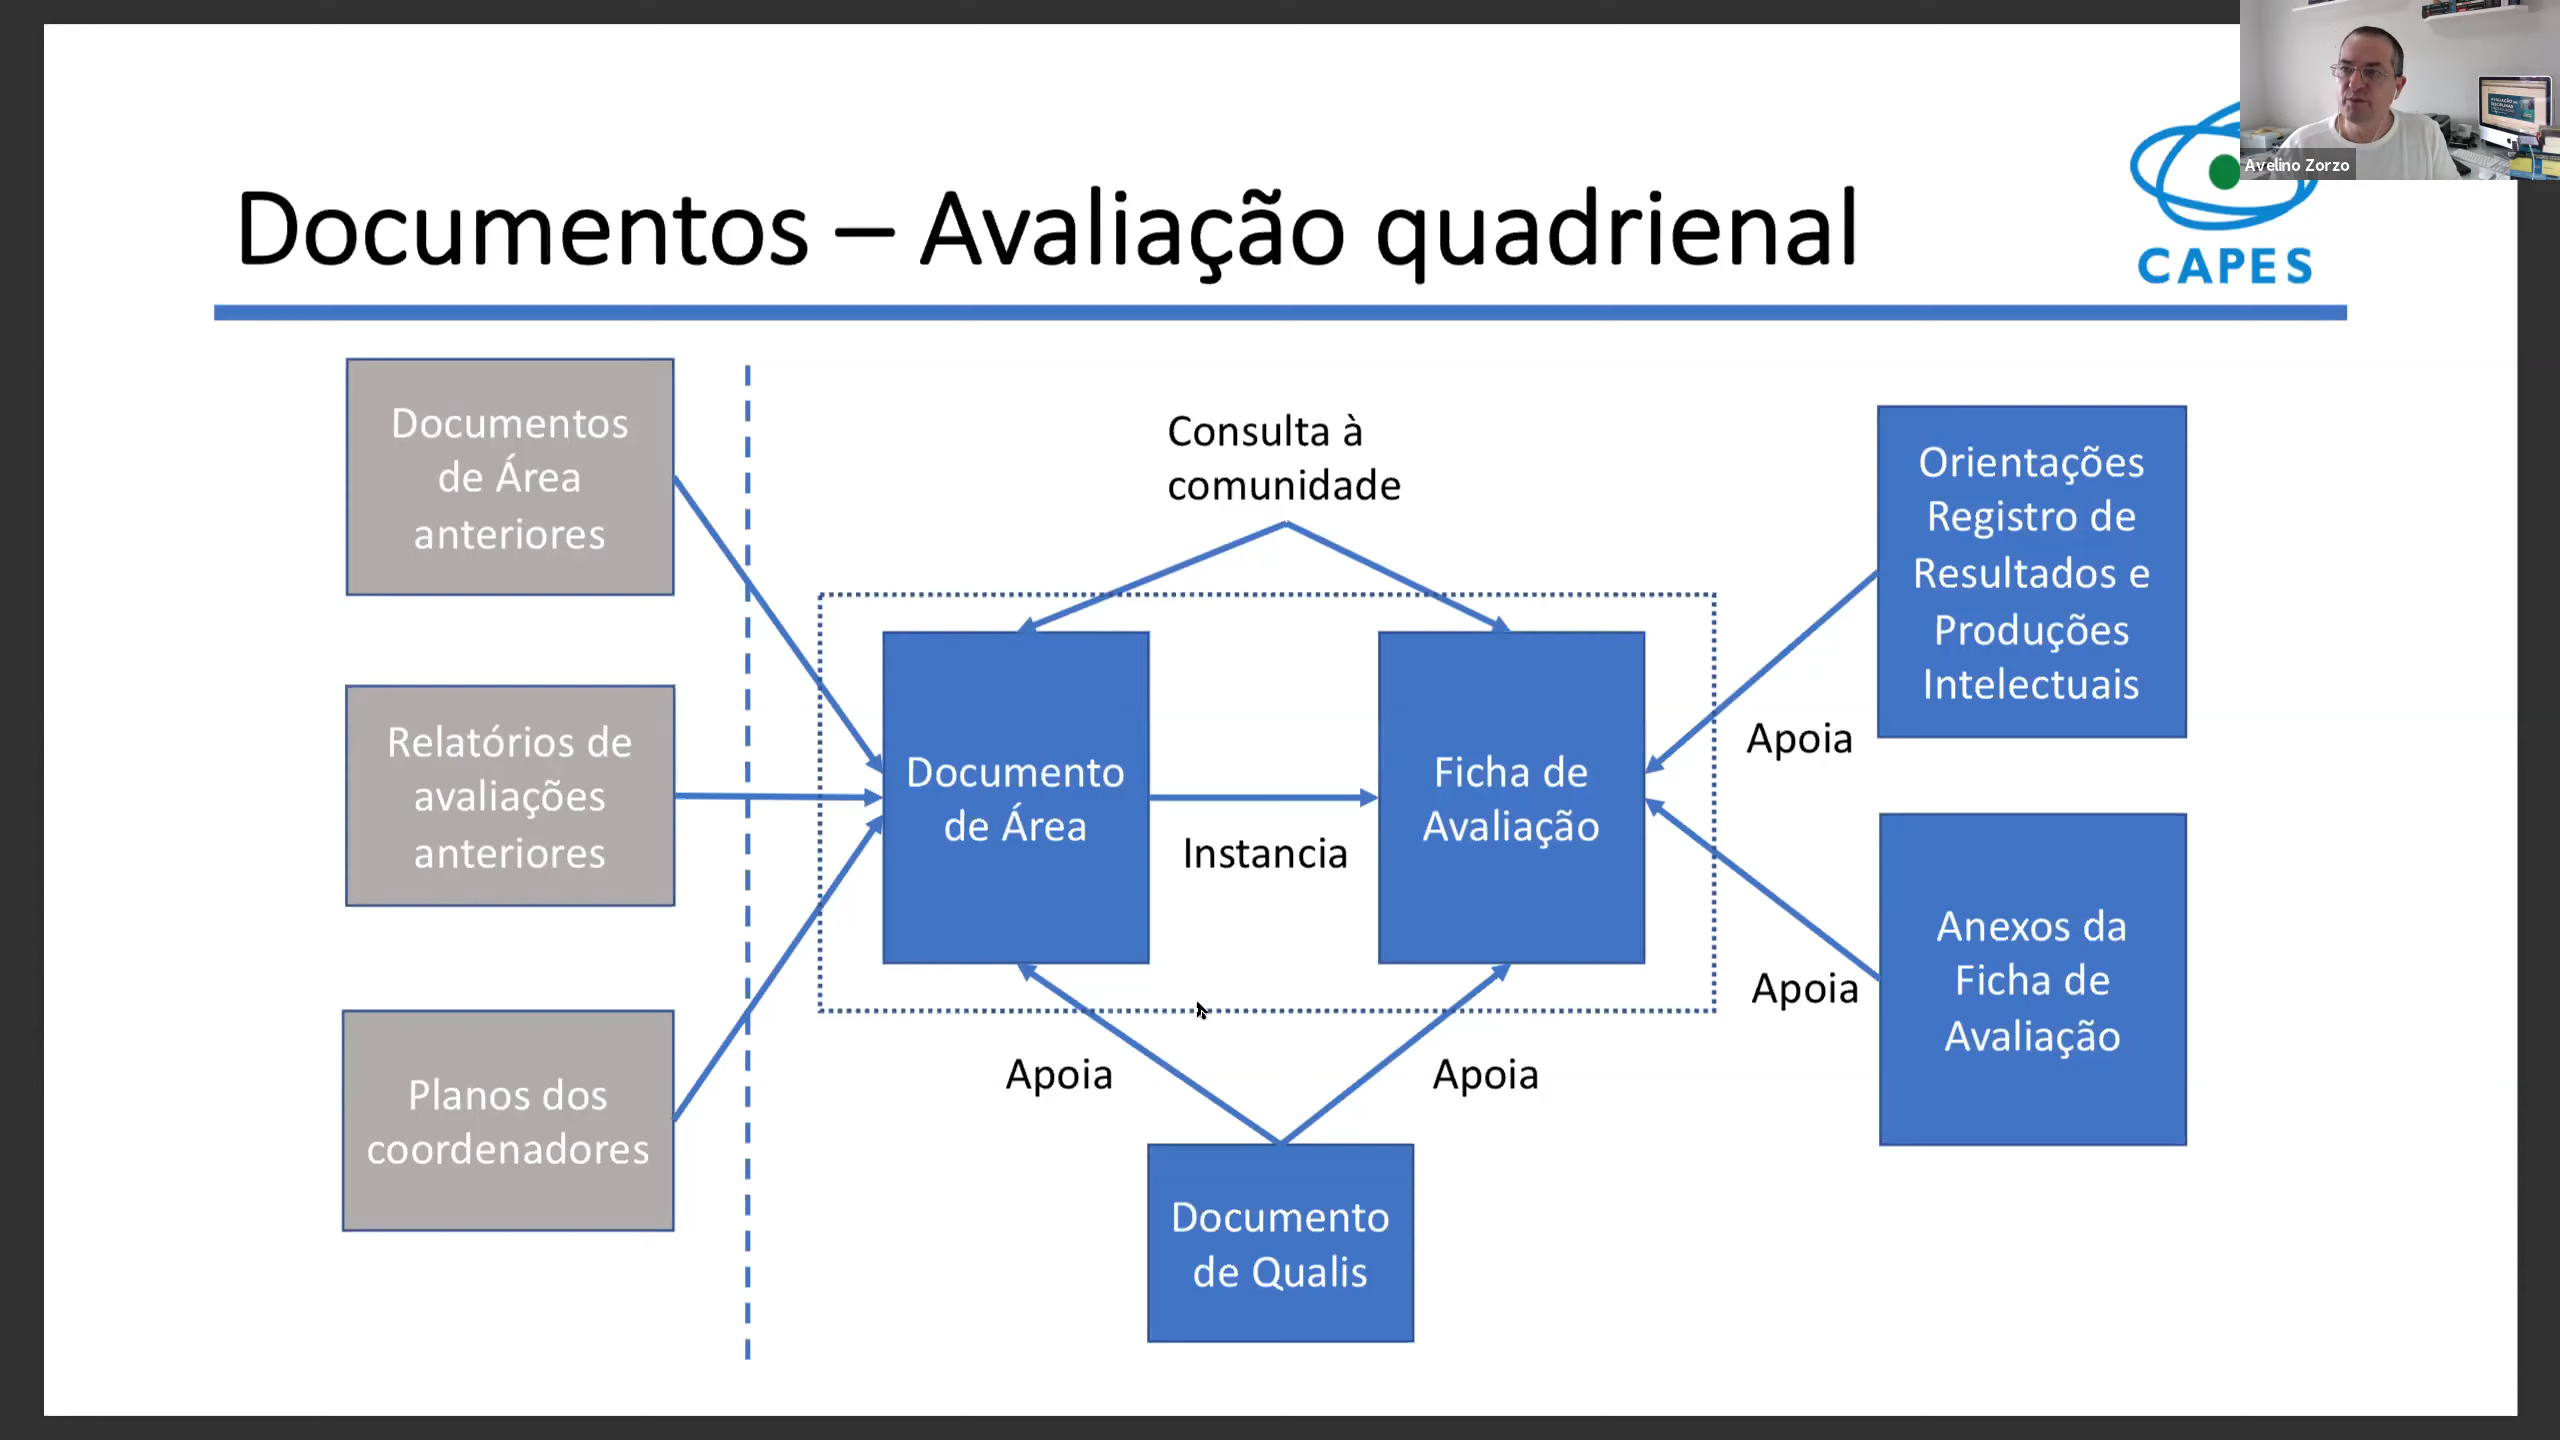 Avelino Zorzo
Documentos – Avaliação quadrienal
CAPES
Documentos
de Área
anteriores
Relatórios de
avaliações
anteriores
Planos dos
coordenadores
Consulta à
comunidade
Documento
de Área
Instancia
Ficha de
Avaliação
Apoia
Apoia
Documento
de Qualis
Orientações
Registro de
Resultados e
Produções
Intelectuais
Apoia
Apoia
Anexos da
Ficha de
Avaliação